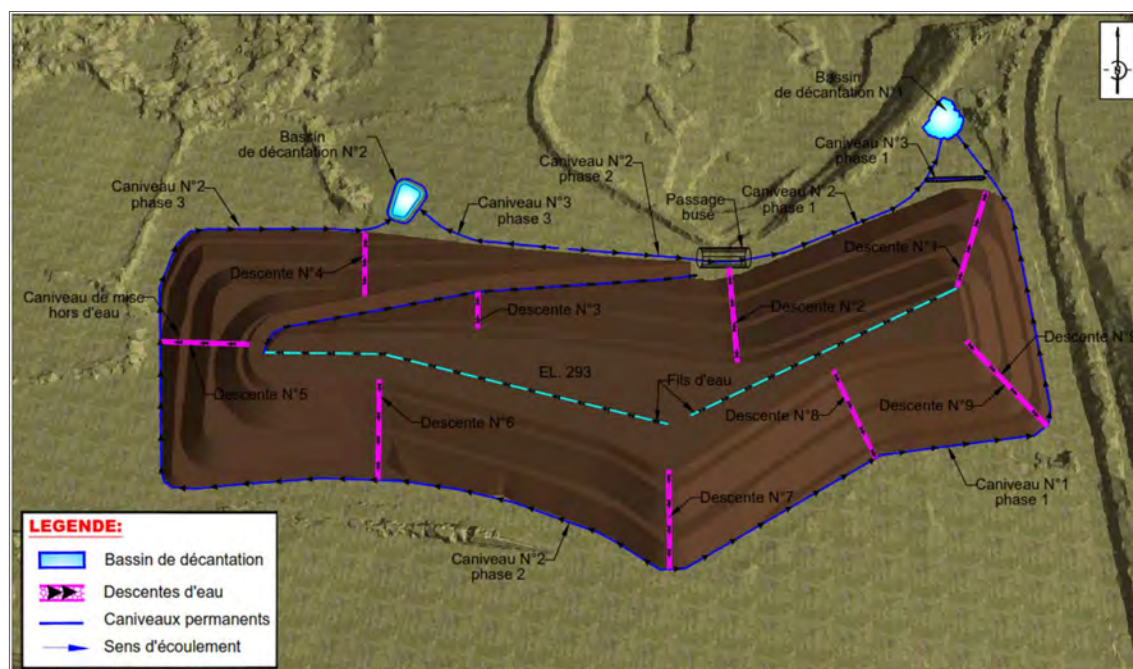 Bassin
de décantation N°1
Bassin
de décantation N°2
Caniveau N°2
phase 3
Caniveau N°3
phase 3
Caniveau N°2
phase 2
Passage
busé
Caniveau N°2
phase 1
Caniveau N°3
phase 1
Descente N°4
Descente N°1
Caniveau de mise
hors d'eau
Descente N°3
Descente N°2
Descente N°5
EL. 293
Fils d'eau
Descente N°5
Descente N°6
Descente N°8
Descente N°9
Descente N°7
Caniveau N°1
phase 1
Caniveau N°2
phase 2
LEGENDE:
Bassin de décantation
Descentes d'eau
Caniveaux permanents
Sens d'écoulement
N